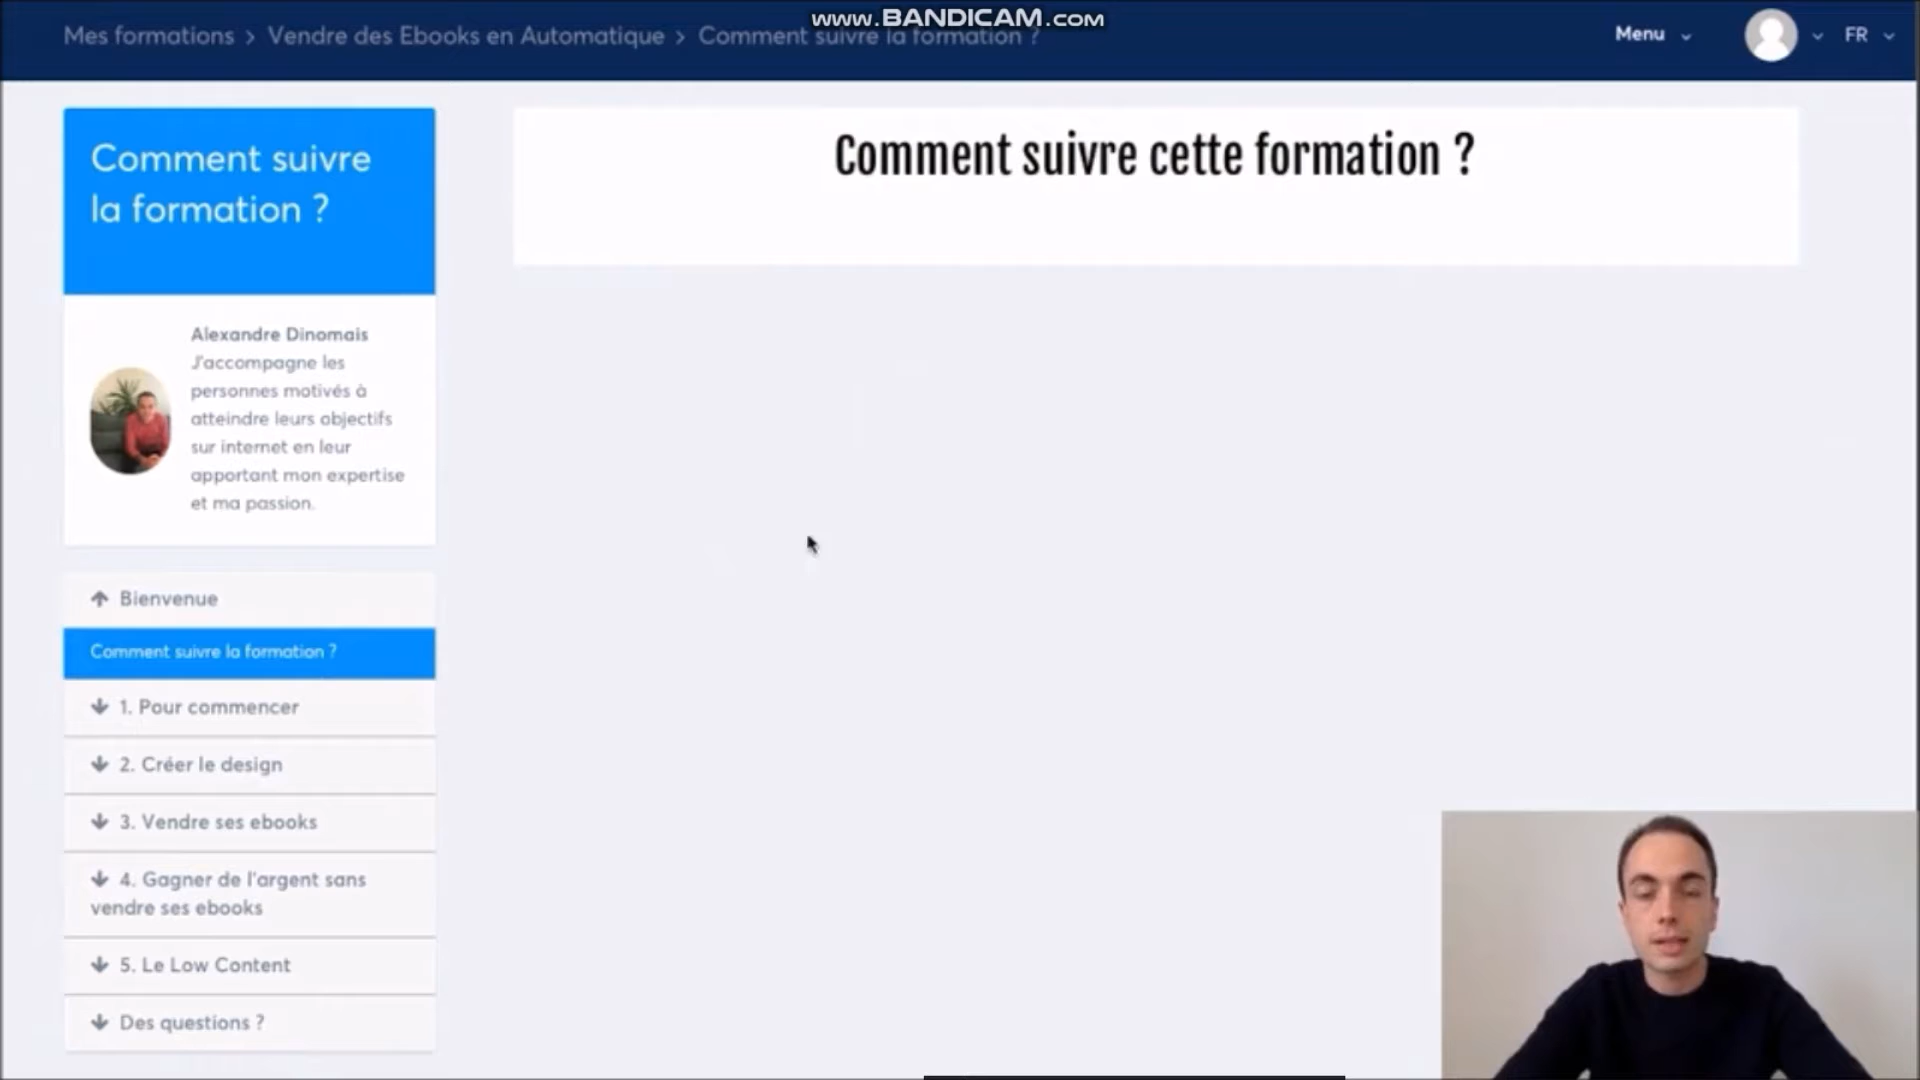 www.BANDICAM.com
Mes formations > Vendre des Ebooks en Automatique > Comment suivre la formation ?
Menu
FR
Comment suivre
la formation ?
Comment suivre cette formation ?
Alexandre Dinomais
J'accompagne les
personnes motivés à
atteindre leurs objectifs
sur internet en leur
apportant mon expertise
et ma passion.
Bienvenue
Comment suivre la formation ?
1. Pour commencer
2. Créer le design
3. Vendre ses ebooks
4. Gagner de l'argent sans
vendre ses ebooks
5. Le Low Content
Des questions ?